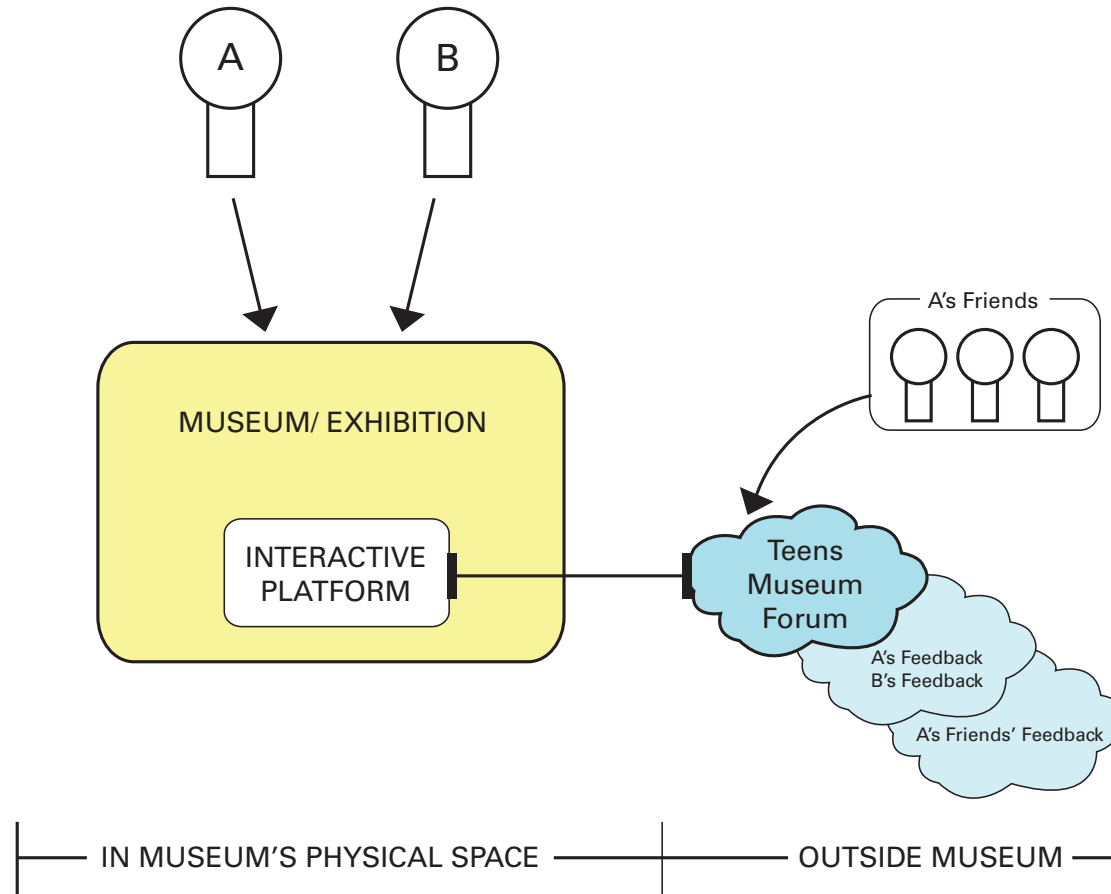 A
B
A's Friends
MUSEUM/ EXHIBITION
INTERACTIVE
PLATFORM
Teens
Museum
Forum
A's Feedback
B's Feedback
A's Friends' Feedback
IN MUSEUM'S PHYSICAL SPACE
OUTSIDE MUSEUM